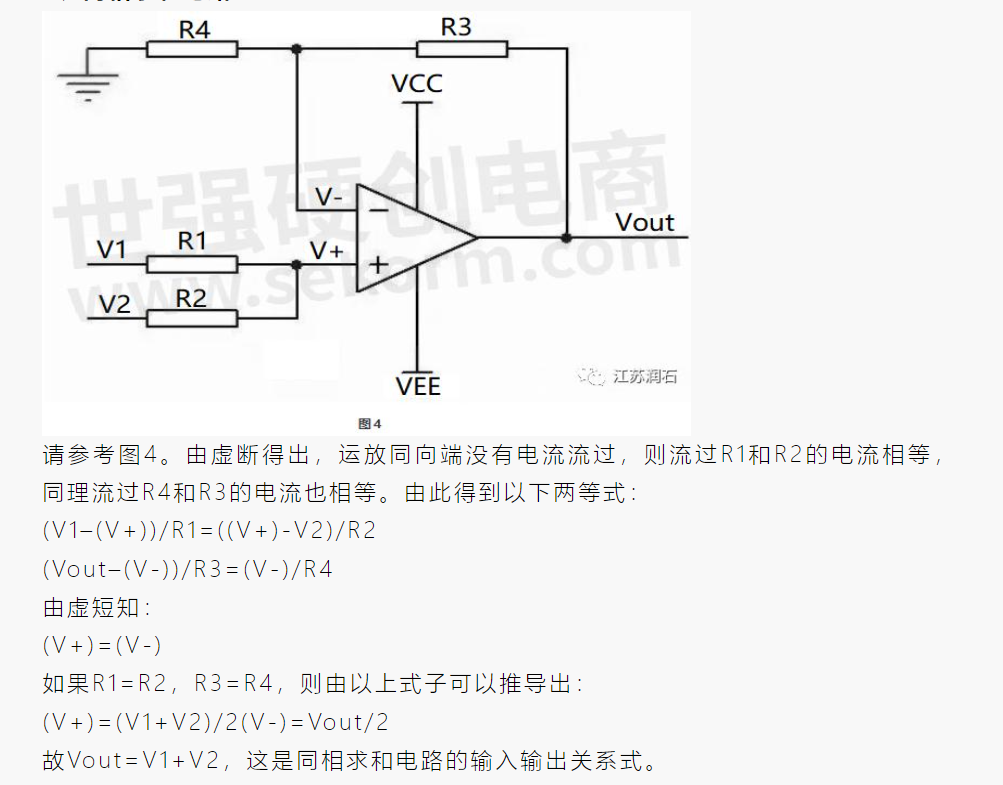 R4
R3
VCC
V-
−
Vout
V1
R1
V+
+
V2
R2
VEE
世强硬创电商
www.sekorm.com
江苏润石
图4
请参考图4。由虚断得出，运放同向端没有电流流过，则流过R1和R2的电流相等，
同理流过R4和R3的电流也相等。由此得到以下两等式：
(V1–(V+))/R1=((V+)-V2)/R2
(Vout–(V-))/R3=(V-)/R4
由虚短知：
(V+)=(V-)
如果R1=R2，R3=R4，则由以上式子可以推导出：
(V+)=(V1+V2)/2(V-)=Vout/2
故Vout=V1+V2，这是同相求和电路的输入输出关系式。